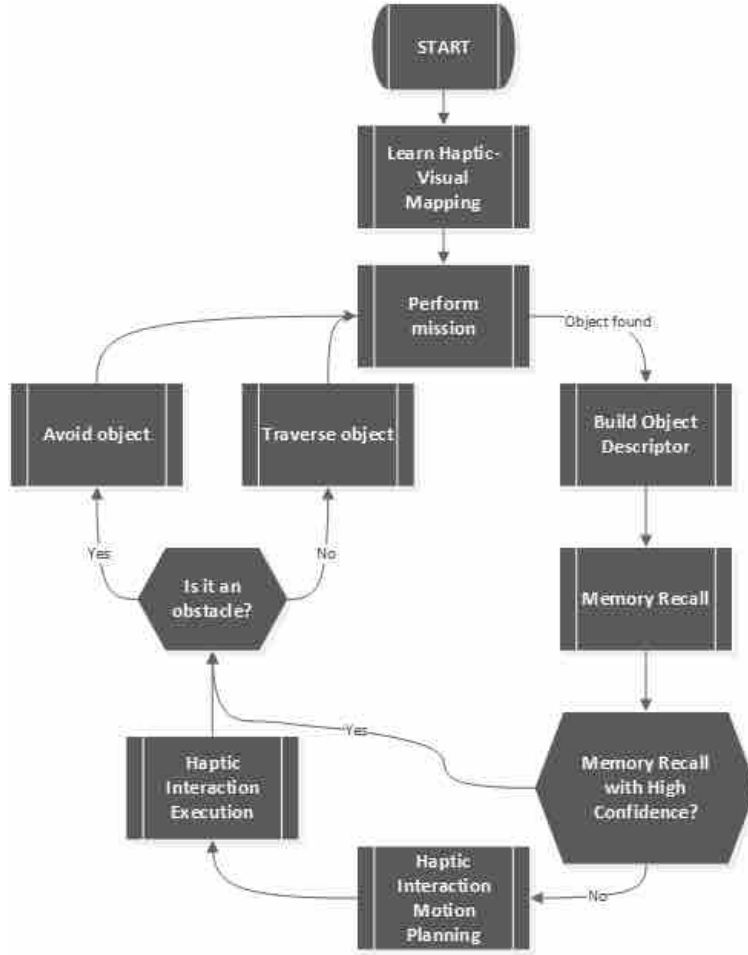 START
Learn Haptic-
Visual
Mapping
Perform
mission
Object found
Avoid object
Traverse object
Build Object
Descriptor
Yes
No
Is it an
obstacle?
Memory Recall
Yes
Memory Recall
with High
Confidence?
Haptic
Interaction
Execution
No
Haptic
Interaction
Motion
Planning